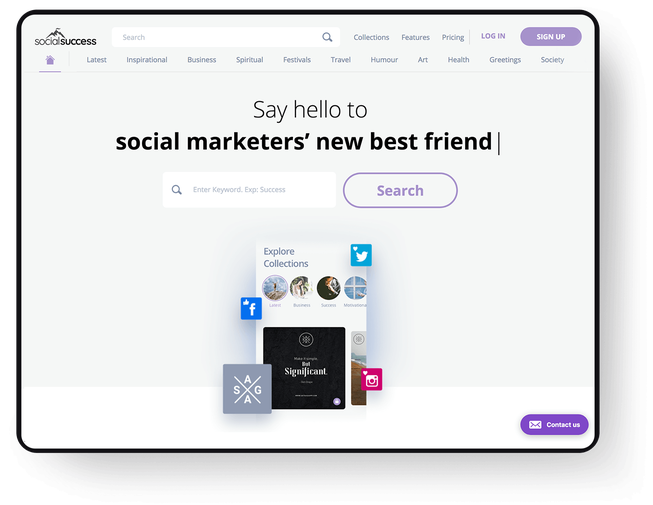 socialsuccess
Search
Collections Features Pricing LOG IN SIGN UP
Latest Inspirational Business Spiritual Festivals Travel Humour Art Health Greetings Society
Say hello to
social marketers' new best friend
Enter Keyword. Exp: Success
Search
Explore
Collections
Latest Business Success
Make it simple,
But
Significant.
A
S G
A
Contact us